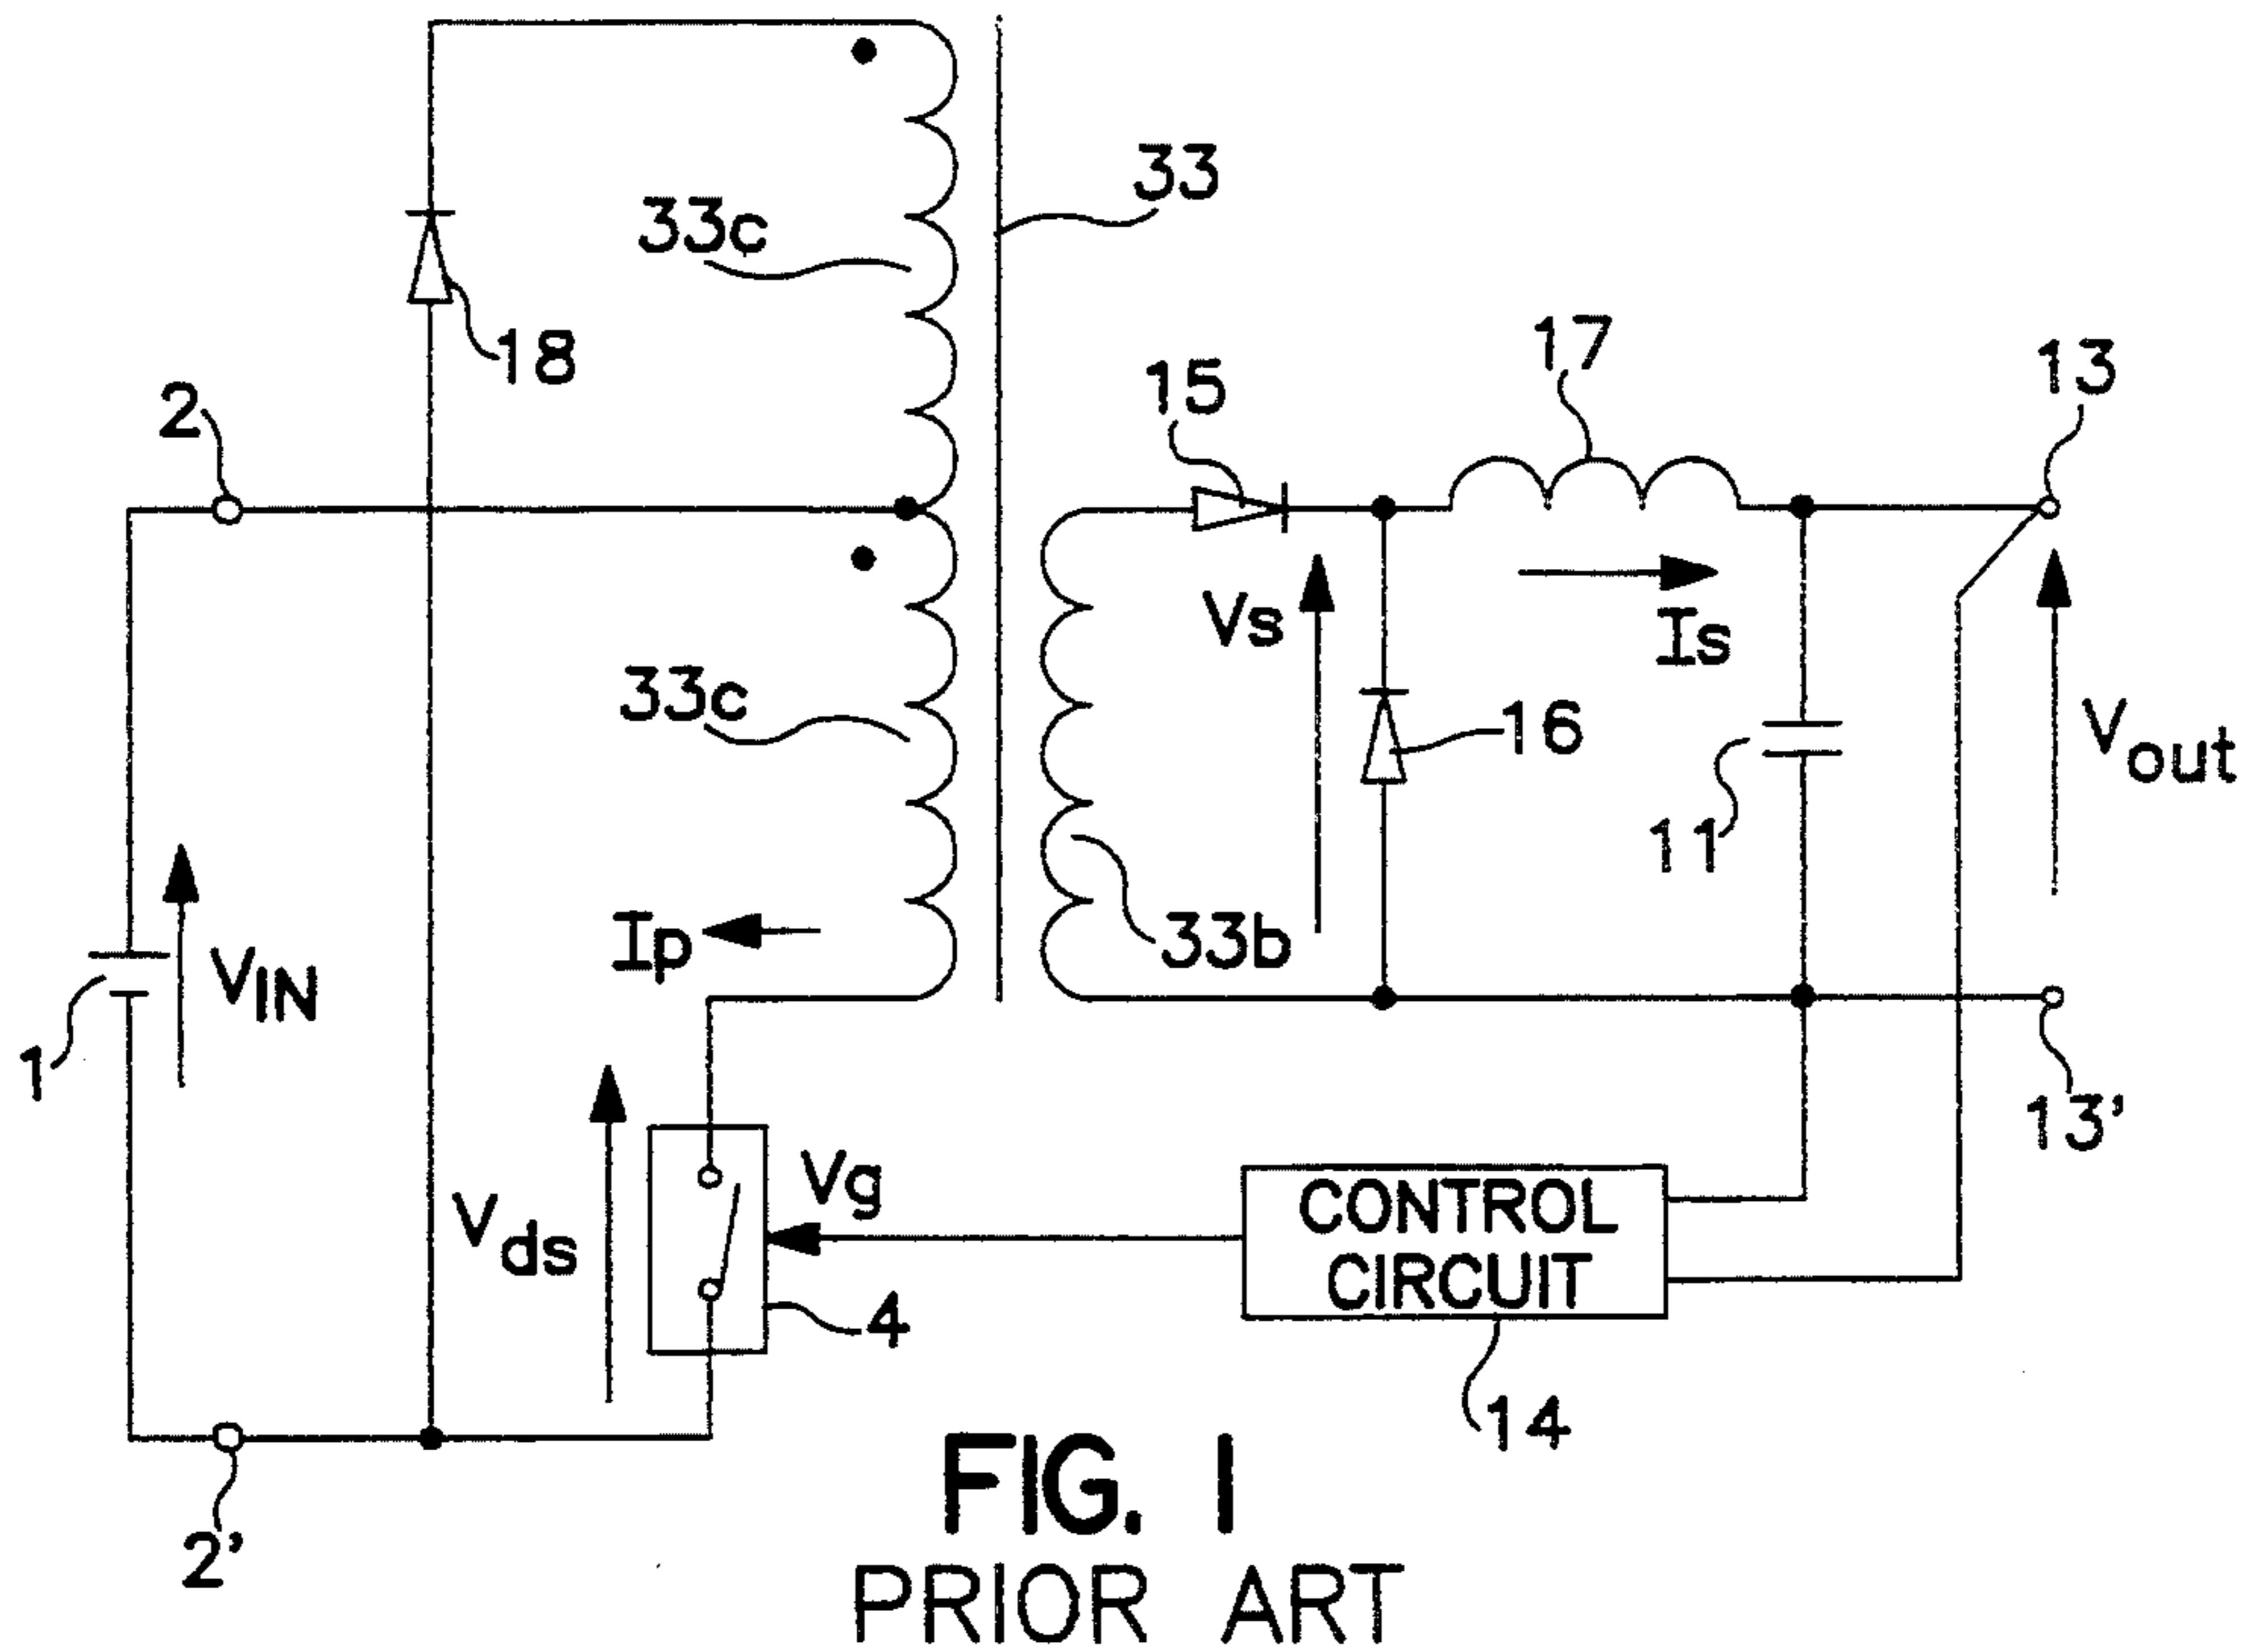 33
33c
18
2
15
17
13
Vs
Is
33c
16
Vout
11
Ip
33b
VIN
1
13'
Vg
Vds
CONTROL
CIRCUIT
4
14
2'
FIG. 1
PRIOR ART